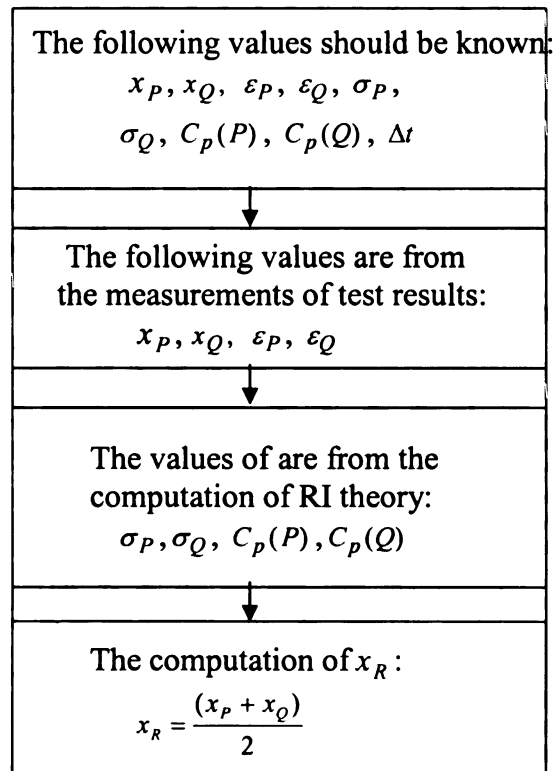 The following values should be known:
x_P, x_Q, ε_P, ε_Q, σ_P,
σ_Q, C_p(P), C_p(Q), Δt
The following values are from
the measurements of test results:
x_P, x_Q, ε_P, ε_Q
The values of are from the
computation of RI theory:
σ_P, σ_Q, C_p(P), C_p(Q)
The computation of x_R:
x_R = (x_P + x_Q) / 2